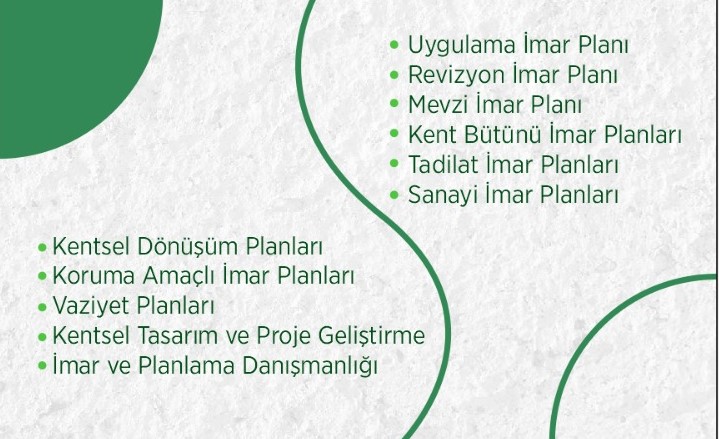 • Uygulama İmar Planı
• Revizyon İmar Planı
• Mevzi İmar Planı
• Kent Bütünü İmar Planları
• Tadilat İmar Planları
• Sanayi İmar Planları
• Kentsel Dönüşüm Planları
• Koruma Amaçlı İmar Planları
• Vaziyet Planları
• Kentsel Tasarım ve Proje Geliştirme
• İmar ve Planlama Danışmanlığı